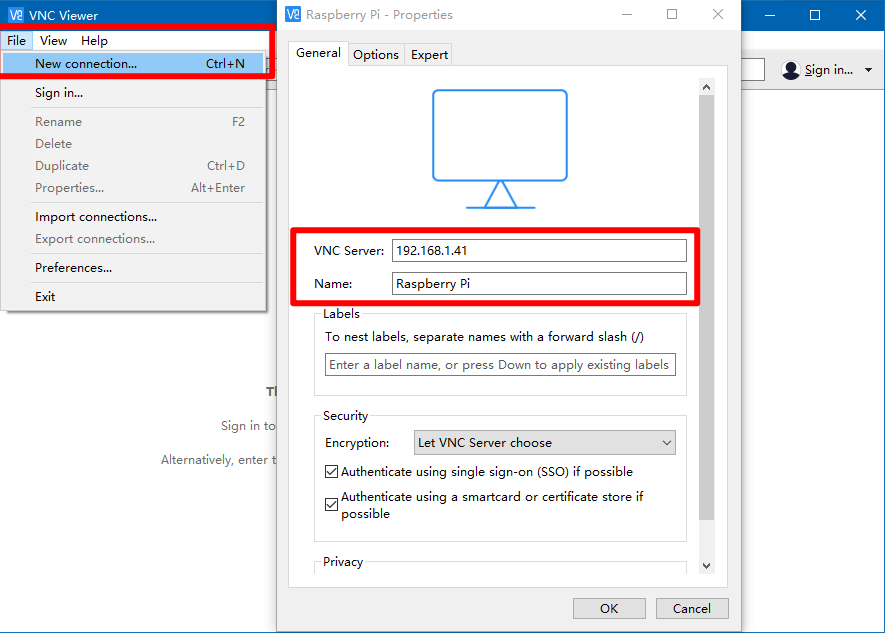 VNC Viewer
File View Help
New connection... Ctrl+N
Sign in...
Rename F2
Delete
Duplicate Ctrl+D
Properties... Alt+Enter
Import connections...
Export connections...
Preferences...
Exit
Sign in to
Alternatively, enter
Sign in...
Raspberry Pi - Properties
General Options Expert
VNC Server: 192.168.1.41
Name: Raspberry Pi
Labels
To nest labels, separate names with a forward slash (/)
Enter a label name, or press Down to apply existing labels
Security
Encryption: Let VNC Server choose
Authenticate using single sign-on (SSO) if possible
Authenticate using a smartcard or certificate store if
possible
Privacy
OK Cancel